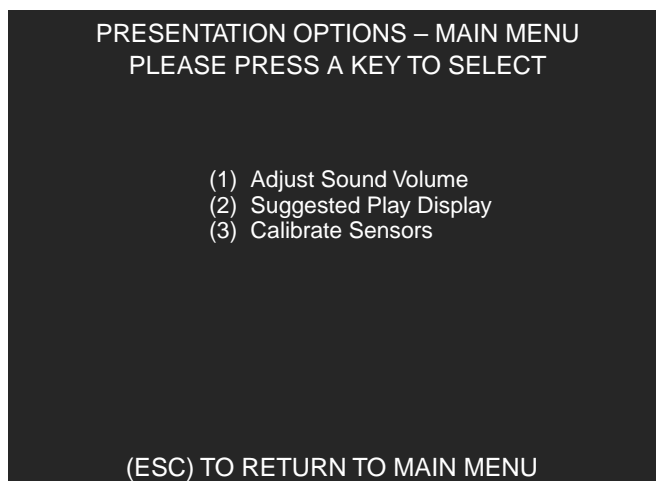 PRESENTATION OPTIONS – MAIN MENU
PLEASE PRESS A KEY TO SELECT
(1) Adjust Sound Volume
(2) Suggested Play Display
(3) Calibrate Sensors
(ESC) TO RETURN TO MAIN MENU